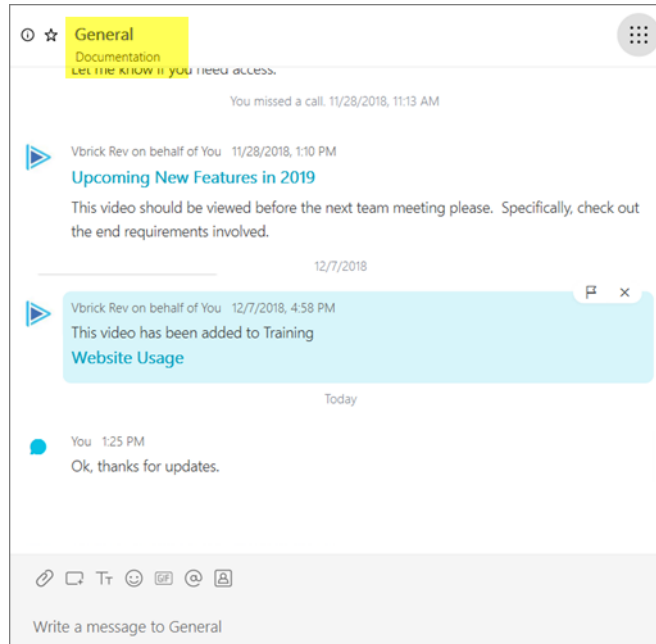 General
Documentation
Let me know if you need access.
You missed a call. 11/28/2018, 11:13 AM
Vbrick Rev on behalf of You 11/28/2018, 1:10 PM
Upcoming New Features in 2019
This video should be viewed before the next team meeting please. Specifically, check out
the end requirements involved.
12/7/2018
Vbrick Rev on behalf of You 12/7/2018, 4:58 PM
This video has been added to Training
Website Usage
Today
You 1:25 PM
Ok, thanks for updates.
GIF
Write a message to General